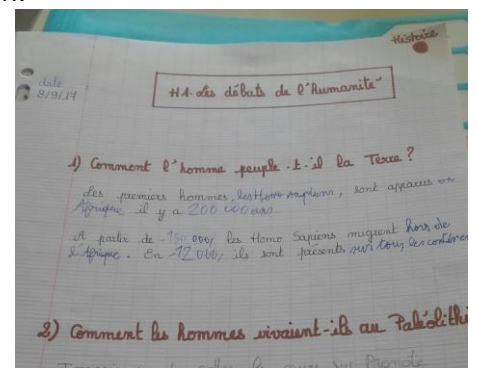 Histoire
date
8/9/17
H1. Les débuts de l'Humanité
1) Comment l'homme peuple-t-il la Terre ?
Les premiers hommes, les Homo sapiens, sont apparus en
Afrique il y a 200 000 ans.
A partir de -150 000, les Homo Sapiens migrent hors de
l'Afrique. En -12 000, ils sont présents sur tous les continen
2) Comment les hommes vivaient-ils au Paléolithi